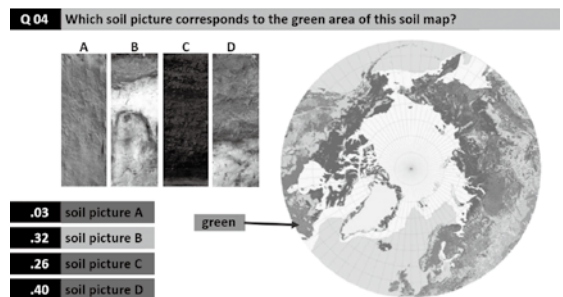 Q 04 Which soil picture corresponds to the green area of this soil map?
A B C D
.03 soil picture A
.32 soil picture B
.26 soil picture C
.40 soil picture D
green